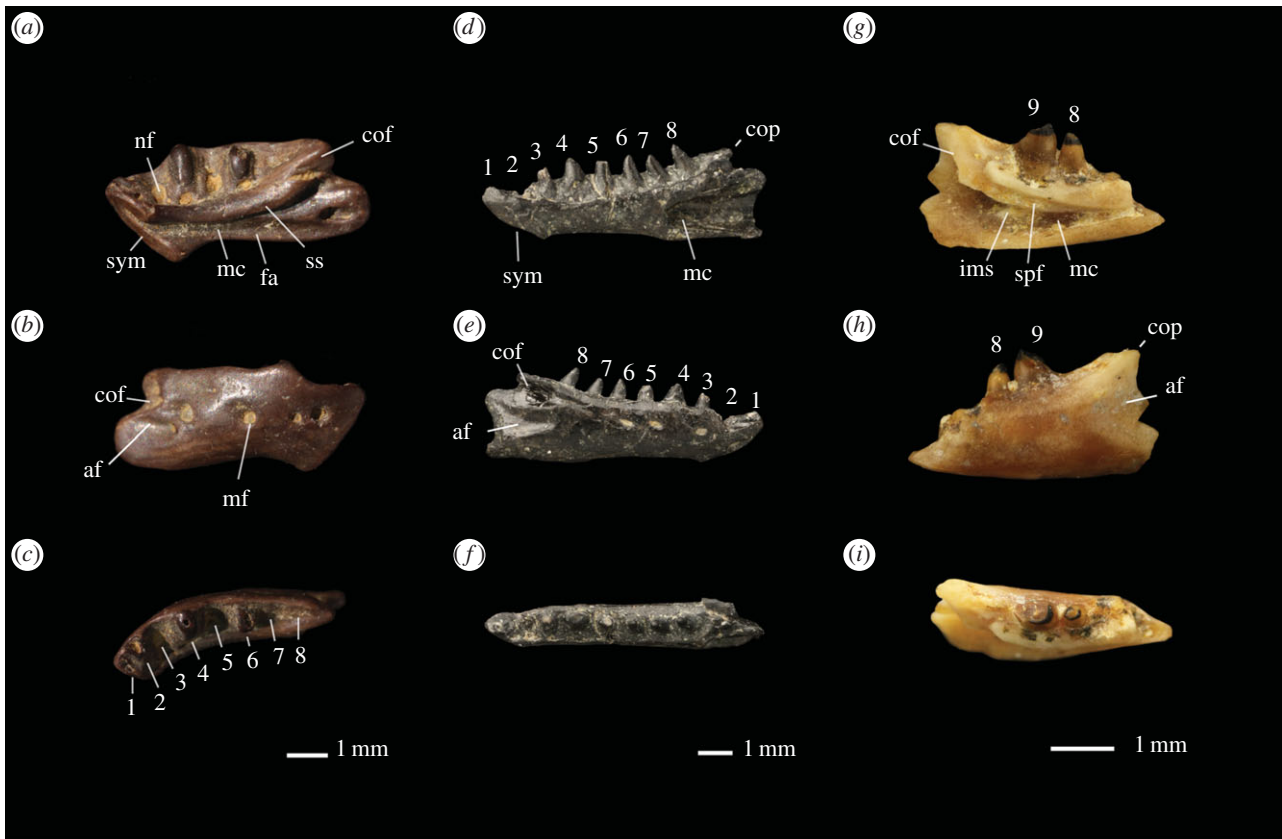 (a)
nf
cof
sym
mc
fa
ss
(b)
cof
af
mf
(c)
1
2
3
4
5
6
7
8
1 mm
(d)
1
2
3
4
5
6
7
8
cop
sym
mc
(e)
cof
8
7
6
5
4
3
2
1
af
(f)
1 mm
(g)
9
8
cof
ims
spf
mc
(h)
8
9
cop
af
(i)
1 mm